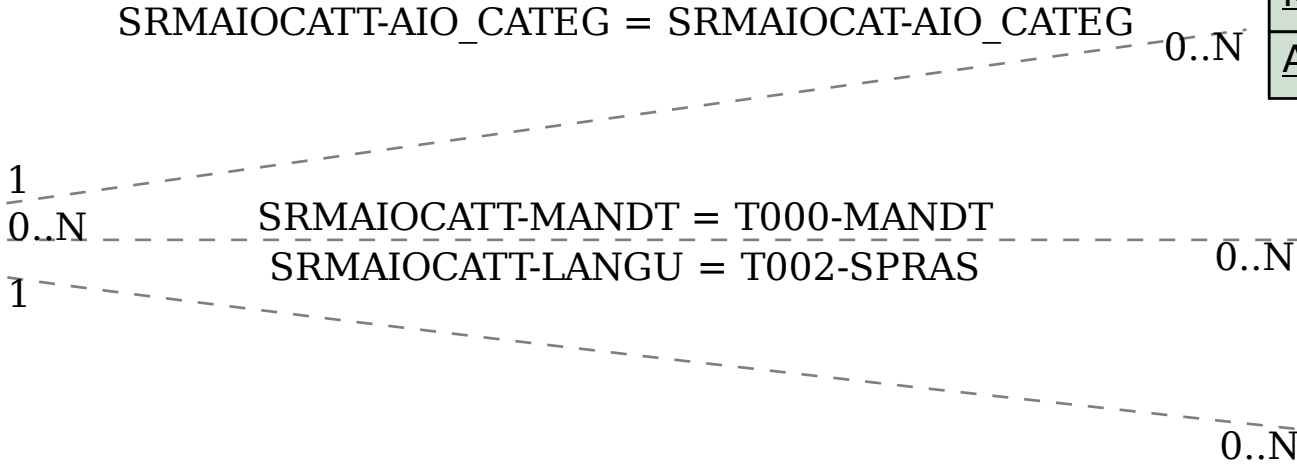 SRMAIOCATT-AIO_CATEG = SRMAIOCAT-AIO_CATEG
0..N
1
0..N
SRMAIOCATT-MANDT = T000-MANDT
0..N
SRMAIOCATT-LANGU = T002-SPRAS
1
0..N